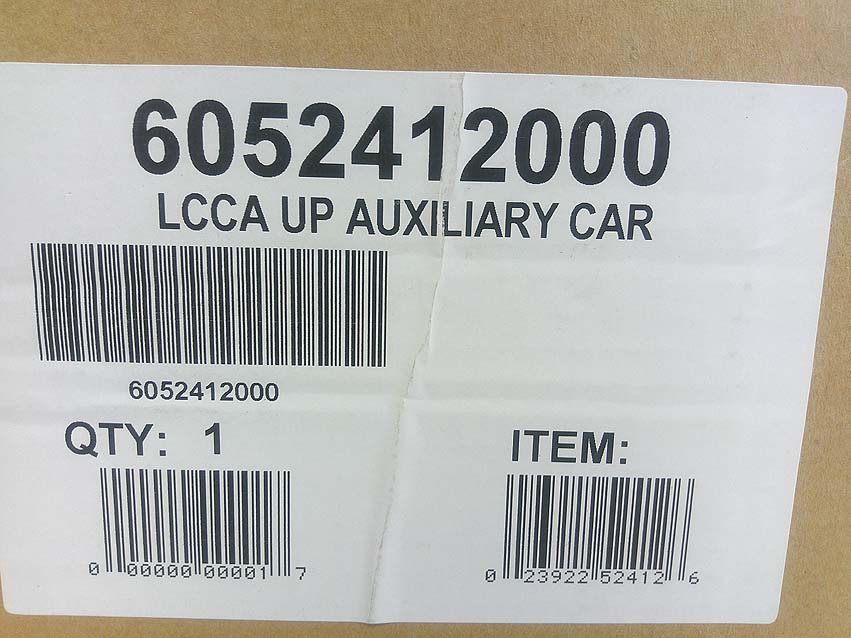 6052412000
LCCA UP AUXILIARY CAR
6052412000
QTY: 1
ITEM:
0 00000 00001 7
0 23922 52412 6